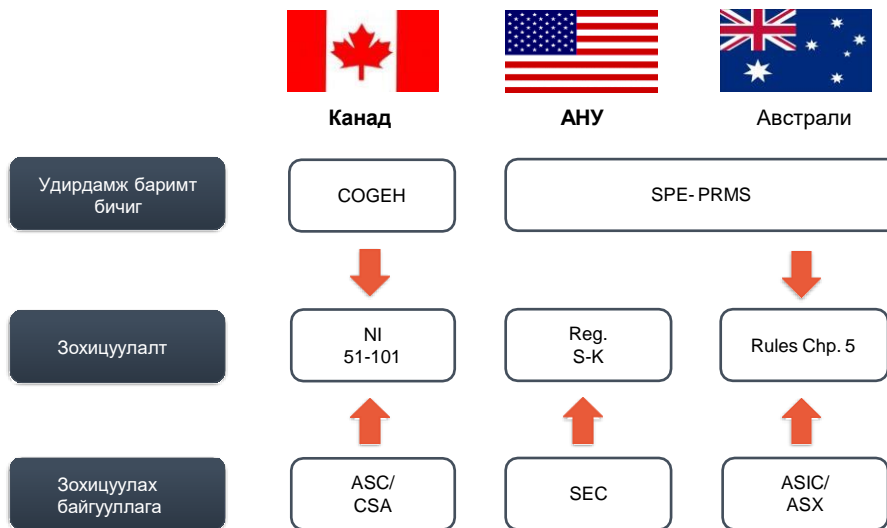 Канад
АНУ
Австрали
Удирдамж баримт
бичиг
COGEH
SPE- PRMS
Зохицуулалт
NI
51-101
Reg.
S-K
Rules Chp. 5
Зохицуулах
байгууллага
ASC/
CSA
SEC
ASIC/
ASX